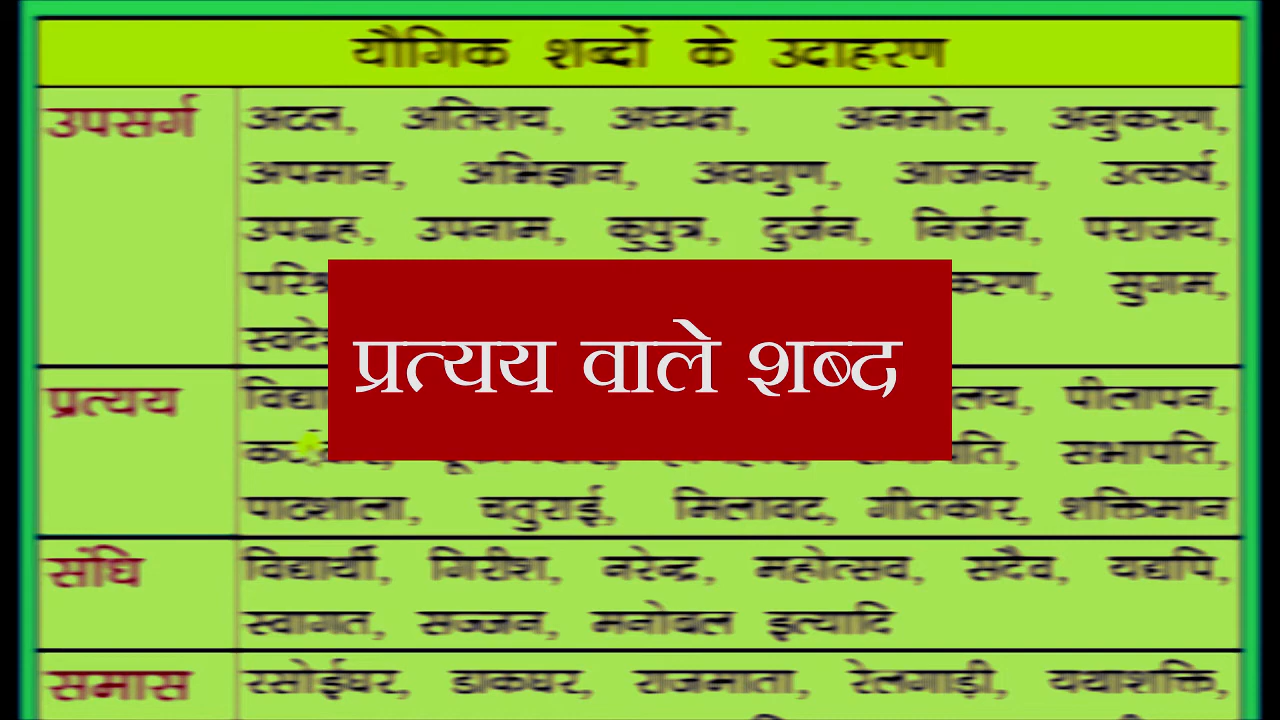 यौगिक शब्दों के उदाहरण
उपसर्ग अटल, अतिशय, अध्यक्ष, अनमोल, अनुकरण,
अपमान, अभिज्ञान, अवगुण, आजन्म, उत्कर्ष,
उपग्रह, उपनाम, कुपुत्र, दुर्जन, निर्जन, पराजय,
सुगम,
प्रत्यय वाले शब्द
प्रत्यय पीलापन,
सभापति,
पाठशाला, चतुराई, मिलावट, गीतकार, शक्तिमान
संधि विद्यार्थी, गिरीश, नरेन्द्र, महोत्सव, सदैव, यद्यपि,
स्वागत, सज्जन, मनोबल इत्यादि
समास रसोईघर, डाकघर, राजमाता, रेलगाड़ी, यथाशक्ति,